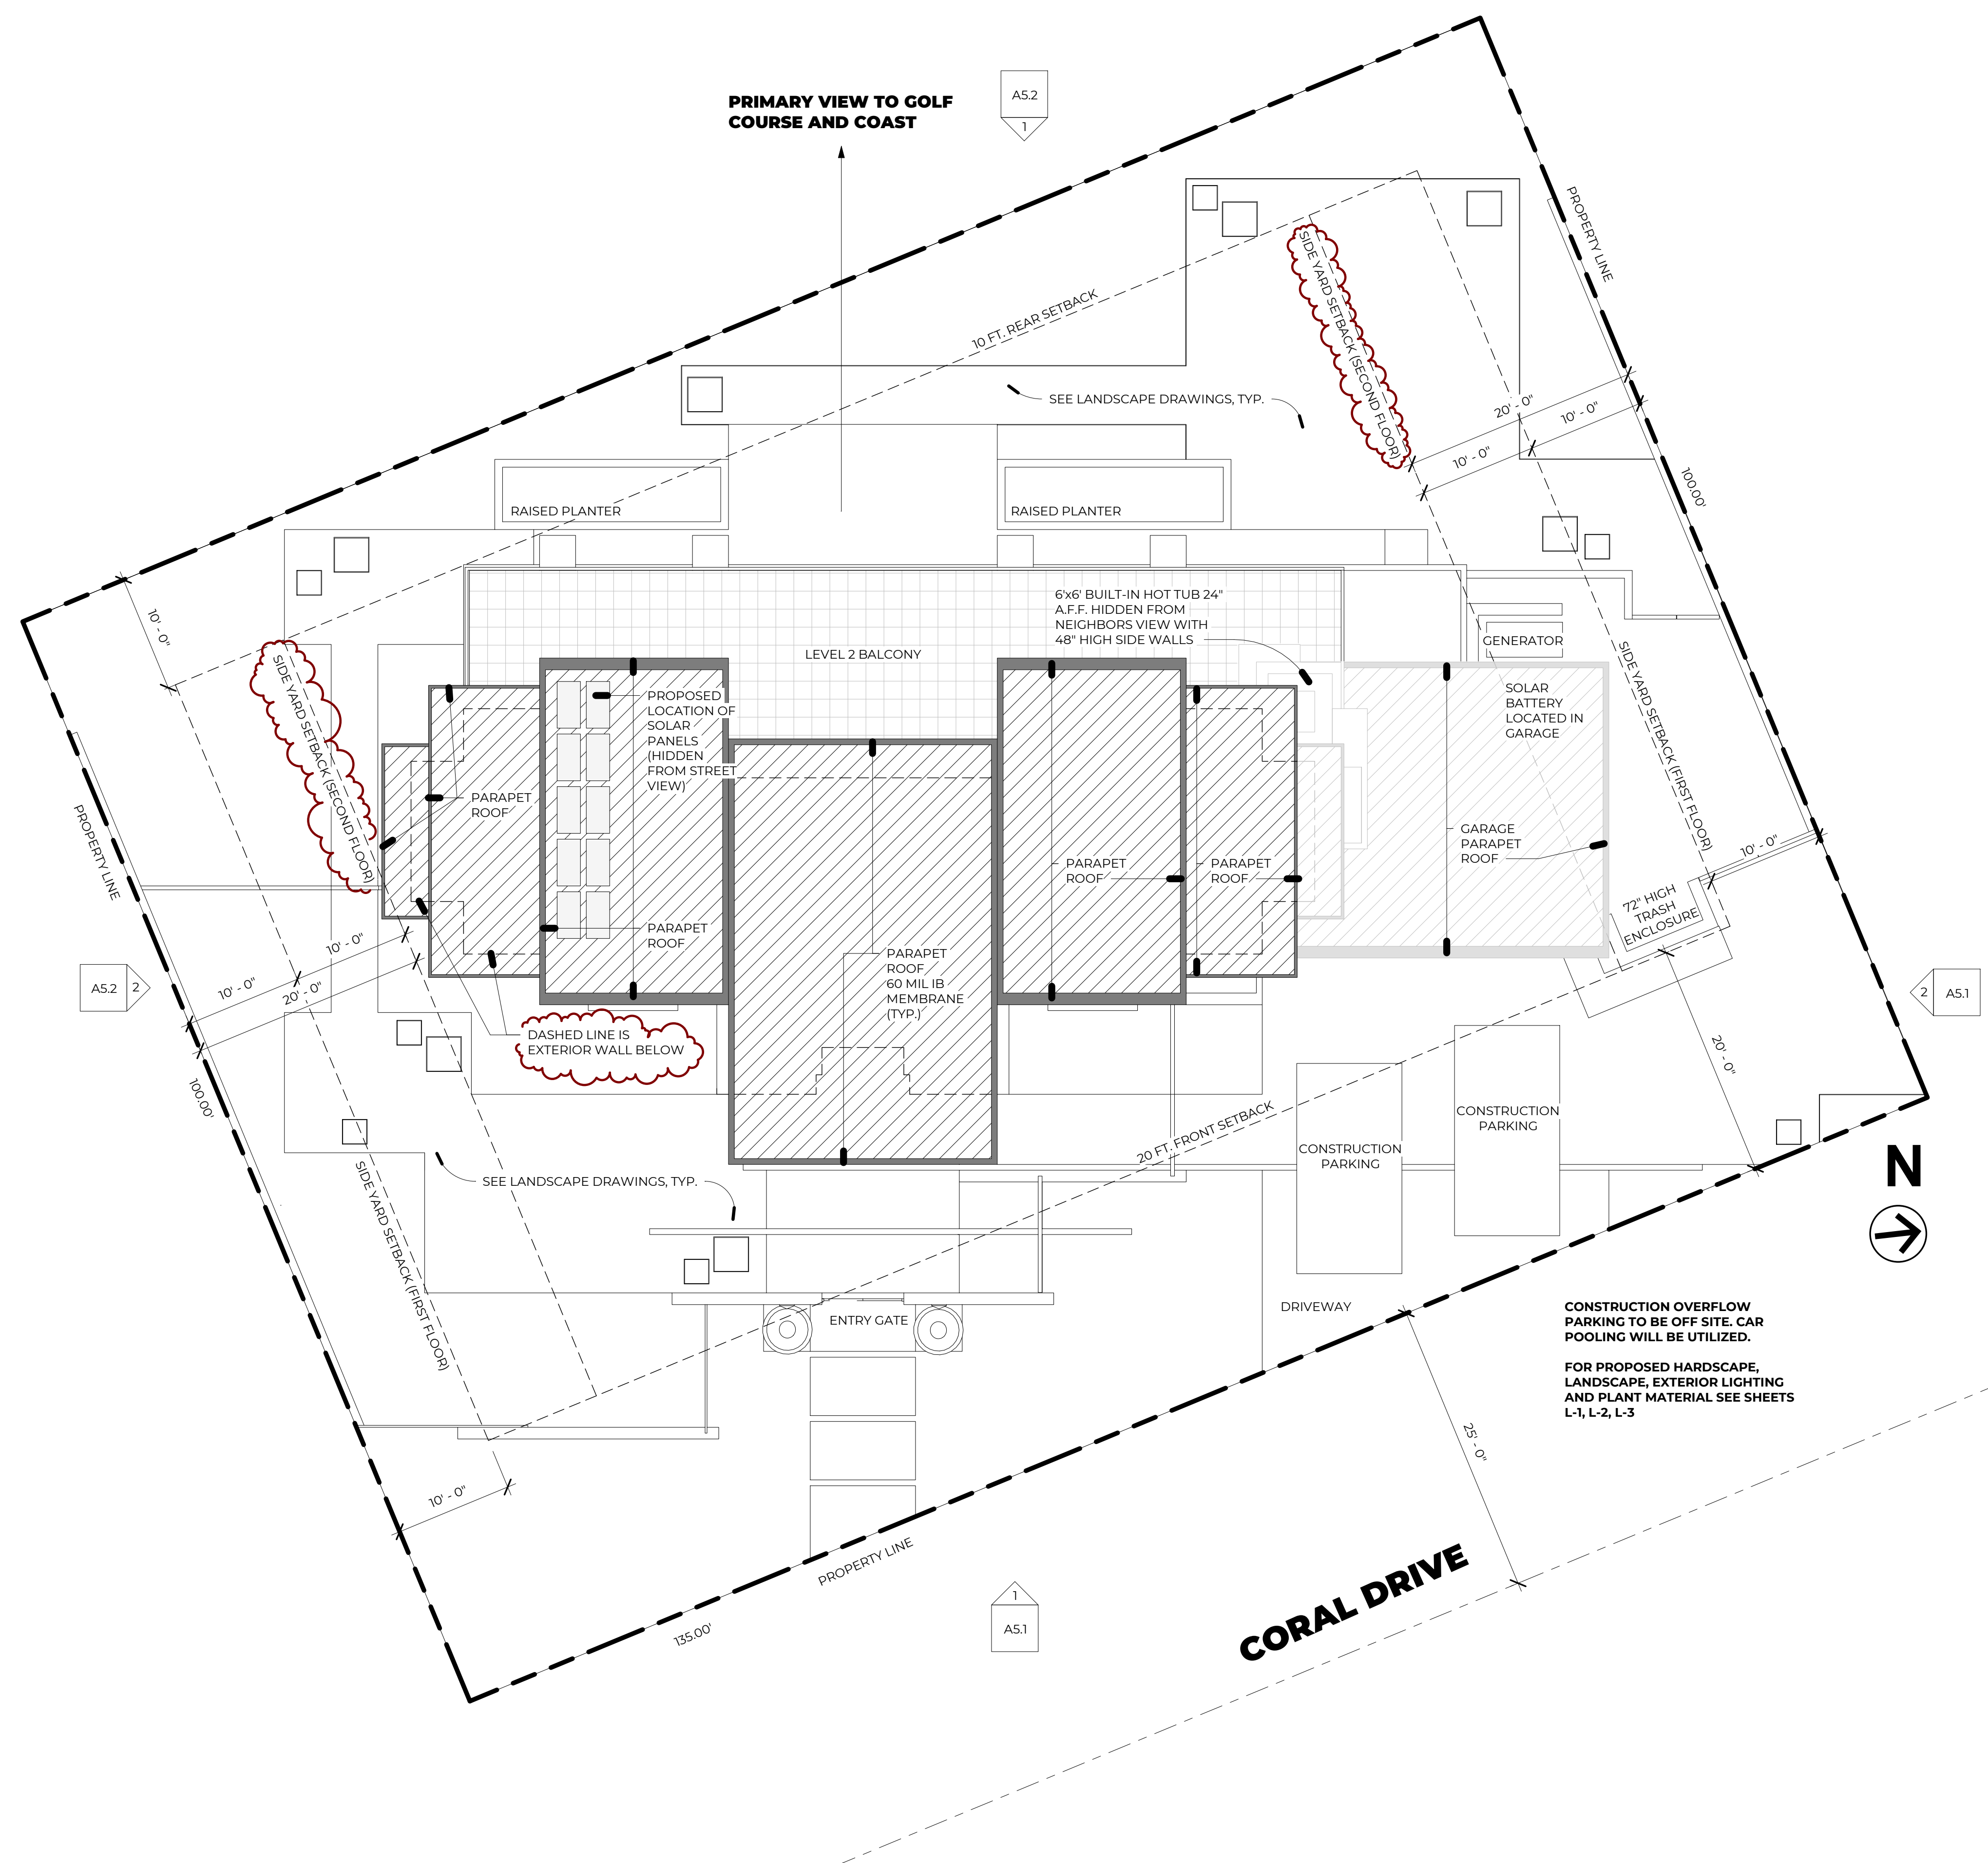 PRIMARY VIEW TO GOLF
COURSE AND COAST
A5.2
1
PROPERTY LINE
SIDE YARD SETBACK (SECOND FLOOR)
10 FT. REAR SETBACK
SEE LANDSCAPE DRAWINGS, TYP.
20' - 0"
10' - 0"
10' - 0"
100.00'
RAISED PLANTER
RAISED PLANTER
10' - 0"
6'x6' BUILT-IN HOT TUB 24"
A.F.F. HIDDEN FROM
NEIGHBORS VIEW WITH
48" HIGH SIDE WALLS
GENERATOR
LEVEL 2 BALCONY
SIDE YARD SETBACK (SECOND FLOOR)
SIDE YARD SETBACK (FIRST FLOOR)
PROPOSED
LOCATION OF
SOLAR
PANELS
(HIDDEN
FROM STREET
VIEW)
SOLAR
BATTERY
LOCATED IN
GARAGE
PARAPET
ROOF
PROPERTY LINE
GARAGE
PARAPET
ROOF
PARAPET
ROOF
PARAPET
ROOF
10' - 0"
72" HIGH
TRASH
ENCLOSURE
PARAPET
ROOF
PARAPET
ROOF
60 MIL IB
MEMBRANE
(TYP.)
10' - 0"
10' - 0"
20' - 0"
A5.2
2
2
A5.1
DASHED LINE IS
EXTERIOR WALL BELOW
20' - 0"
100.00'
CONSTRUCTION
PARKING
CONSTRUCTION
PARKING
20 FT. FRONT SETBACK
SEE LANDSCAPE DRAWINGS, TYP.
SIDE YARD SETBACK (FIRST FLOOR)
N
ENTRY GATE
DRIVEWAY
CONSTRUCTION OVERFLOW
PARKING TO BE OFF SITE. CAR
POOLING WILL BE UTILIZED.
FOR PROPOSED HARDSCAPE,
LANDSCAPE, EXTERIOR LIGHTING
AND PLANT MATERIAL SEE SHEETS
L-1, L-2, L-3
25' - 0"
10' - 0"
PROPERTY LINE
135.00'
1
A5.1
CORAL DRIVE